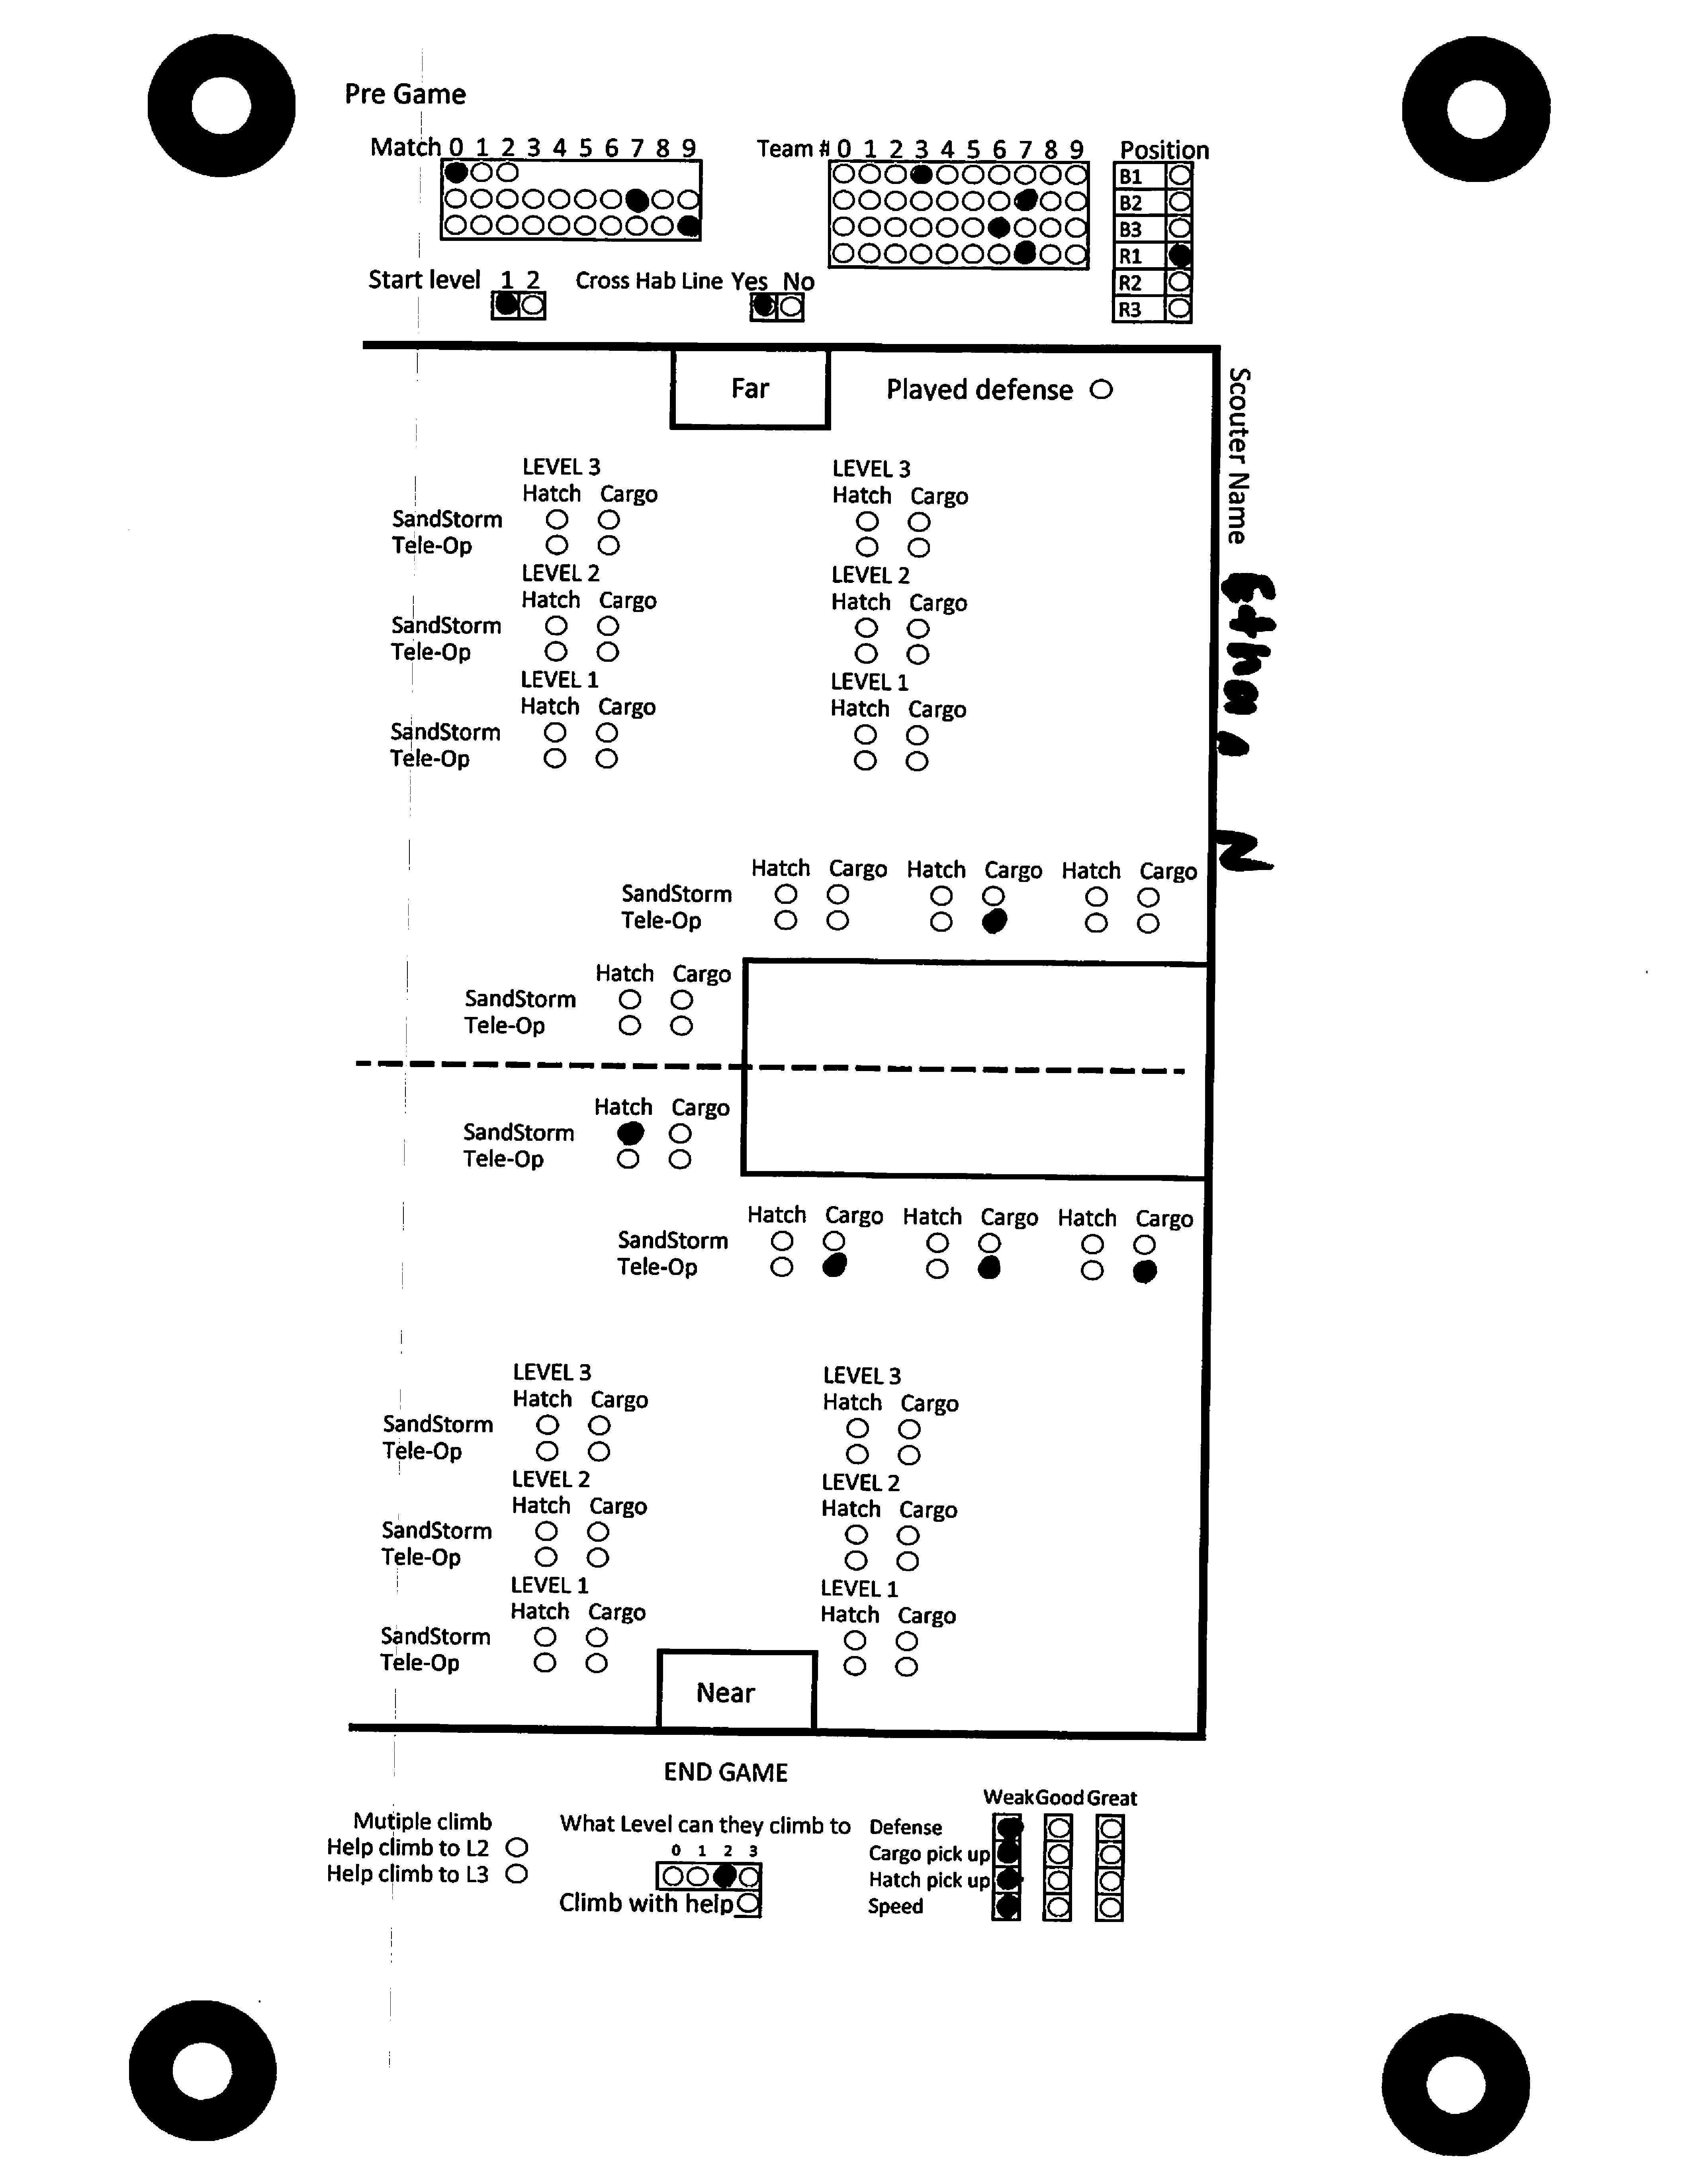 Pre Game
Match 0 1 2 3 4 5 6 7 8 9
Team # 0 1 2 3 4 5 6 7 8 9
Position
B1
B2
B3
R1
R2
R3
Start level 1 2
Cross Hab Line Yes No
Far
Played defense
Scouter Name
LEVEL 3 LEVEL 3
Hatch Cargo Hatch Cargo
SandStorm
Tele-Op
LEVEL 2 LEVEL 2
Hatch Cargo Hatch Cargo
SandStorm
Tele-Op
LEVEL 1 LEVEL 1
Hatch Cargo Hatch Cargo
SandStorm
Tele-Op
Ethan N
Hatch Cargo Hatch Cargo Hatch Cargo
SandStorm
Tele-Op
Hatch Cargo
SandStorm
Tele-Op
Hatch Cargo
SandStorm
Tele-Op
Hatch Cargo Hatch Cargo Hatch Cargo
SandStorm
Tele-Op
LEVEL 3 LEVEL 3
Hatch Cargo Hatch Cargo
SandStorm
Tele-Op
LEVEL 2 LEVEL 2
Hatch Cargo Hatch Cargo
SandStorm
Tele-Op
LEVEL 1 LEVEL 1
Hatch Cargo Hatch Cargo
SandStorm
Tele-Op
Near
END GAME
Mutiple climb
Help climb to L2
Help climb to L3
What Level can they climb to
0 1 2 3
Climb with help
Weak Good Great
Defense
Cargo pick up
Hatch pick up
Speed